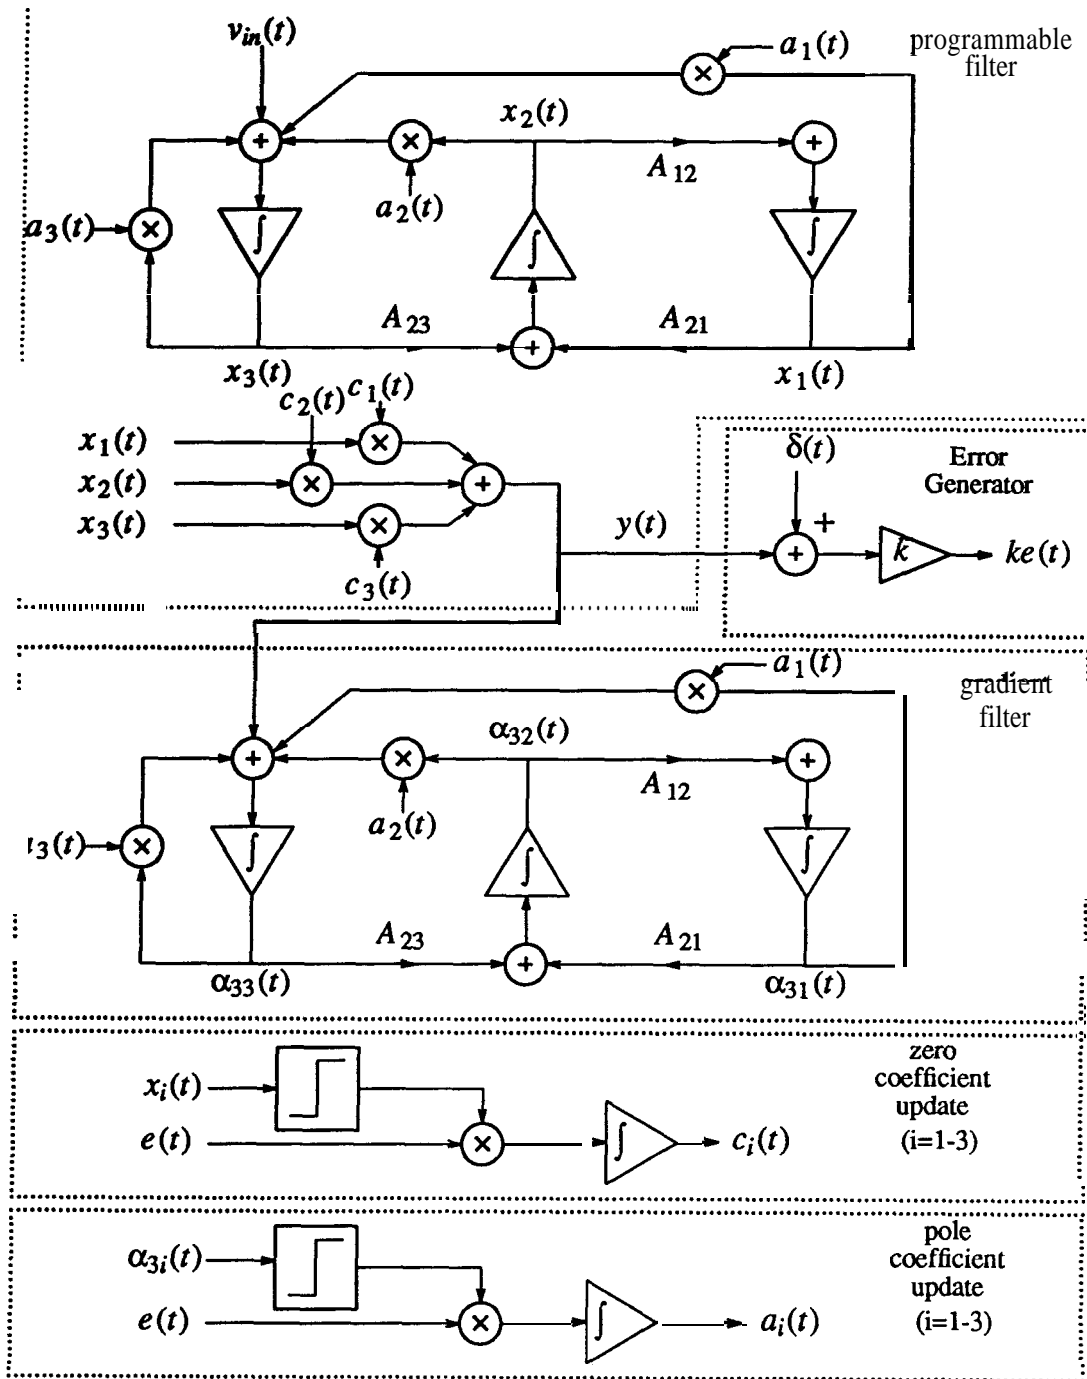 v_in(t)
a_1(t)
programmable
filter
x_2(t)
A_12
a_2(t)
a_3(t)
∫ ∫ ∫
A_23
A_21
x_3(t)
x_1(t)
c_2(t) c_1(t)
x_1(t)
x_2(t)
x_3(t)
c_3(t)
y(t)
δ(t)
Error
Generator
+
k
ke(t)
a_1(t)
gradient
filter
α_32(t)
A_12
a_2(t)
ı_3(t)
∫ ∫ ∫
A_23
A_21
α_33(t)
α_31(t)
zero
coefficient
update
(i=1-3)
x_i(t)
e(t)
∫
c_i(t)
pole
coefficient
update
(i=1-3)
α_3i(t)
e(t)
∫
a_i(t)